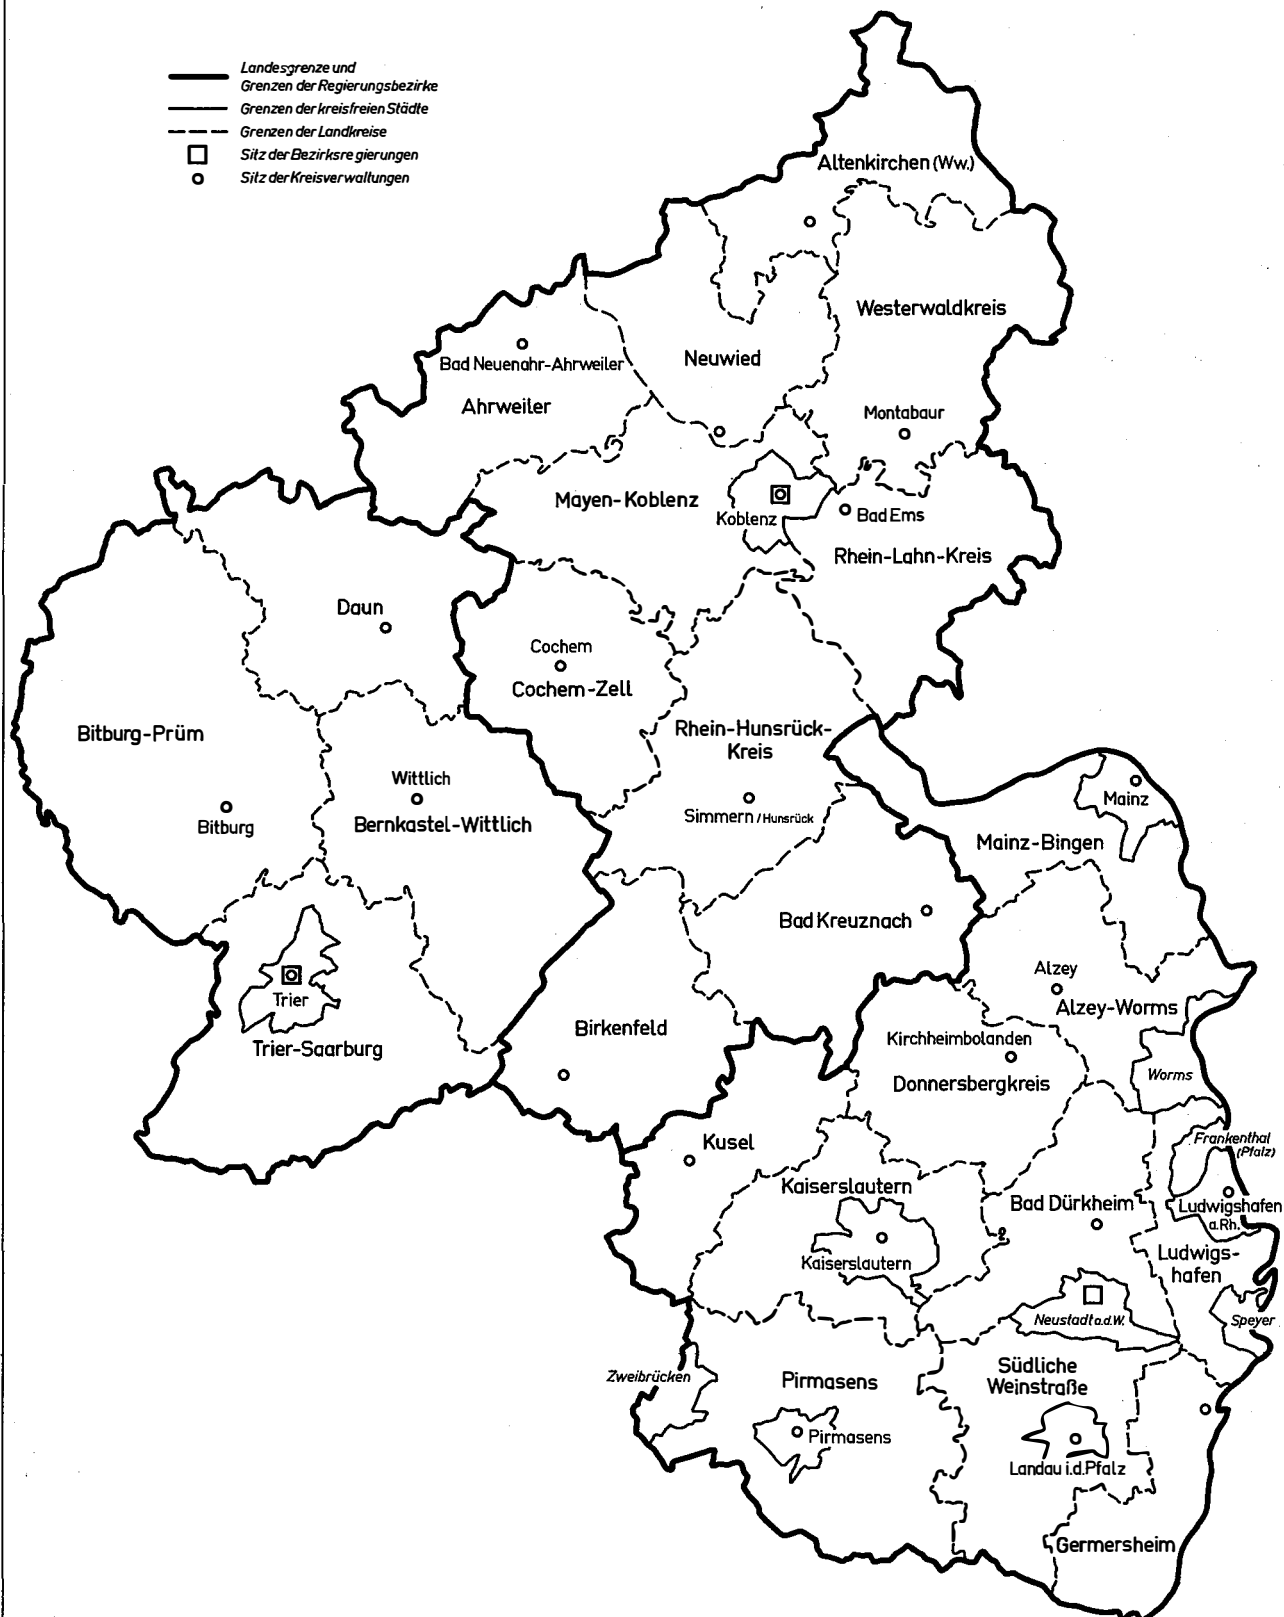 Landesgrenze und
Grenzen der Regierungsbezirke
Grenzen der kreisfreien Städte
Grenzen der Landkreise
Sitz der Bezirksregierungen
Sitz der Kreisverwaltungen
Altenkirchen (Ww.)
Westerwaldkreis
Neuwied
Bad Neuenahr-Ahrweiler
Ahrweiler
Montabaur
Mayen-Koblenz
Koblenz
Bad Ems
Rhein-Lahn-Kreis
Daun
Cochem
Cochem-Zell
Bitburg-Prüm
Rhein-Hunsrück-
Kreis
Wittlich
Bernkastel-Wittlich
Bitburg
Simmern / Hunsrück
Mainz
Mainz-Bingen
Bad Kreuznach
Alzey
Alzey-Worms
Trier
Trier-Saarburg
Birkenfeld
Kirchheimbolanden
Donnersbergkreis
Worms
Kusel
Frankenthal
(Pfalz)
Kaiserslautern
Kaiserslautern
Bad Dürkheim
Ludwigshafen
a.Rh.
Ludwigs-
hafen
Neustadt a.d.W.
Speyer
Zweibrücken
Pirmasens
Pirmasens
Südliche
Weinstraße
Landau i.d.Pfalz
Germersheim